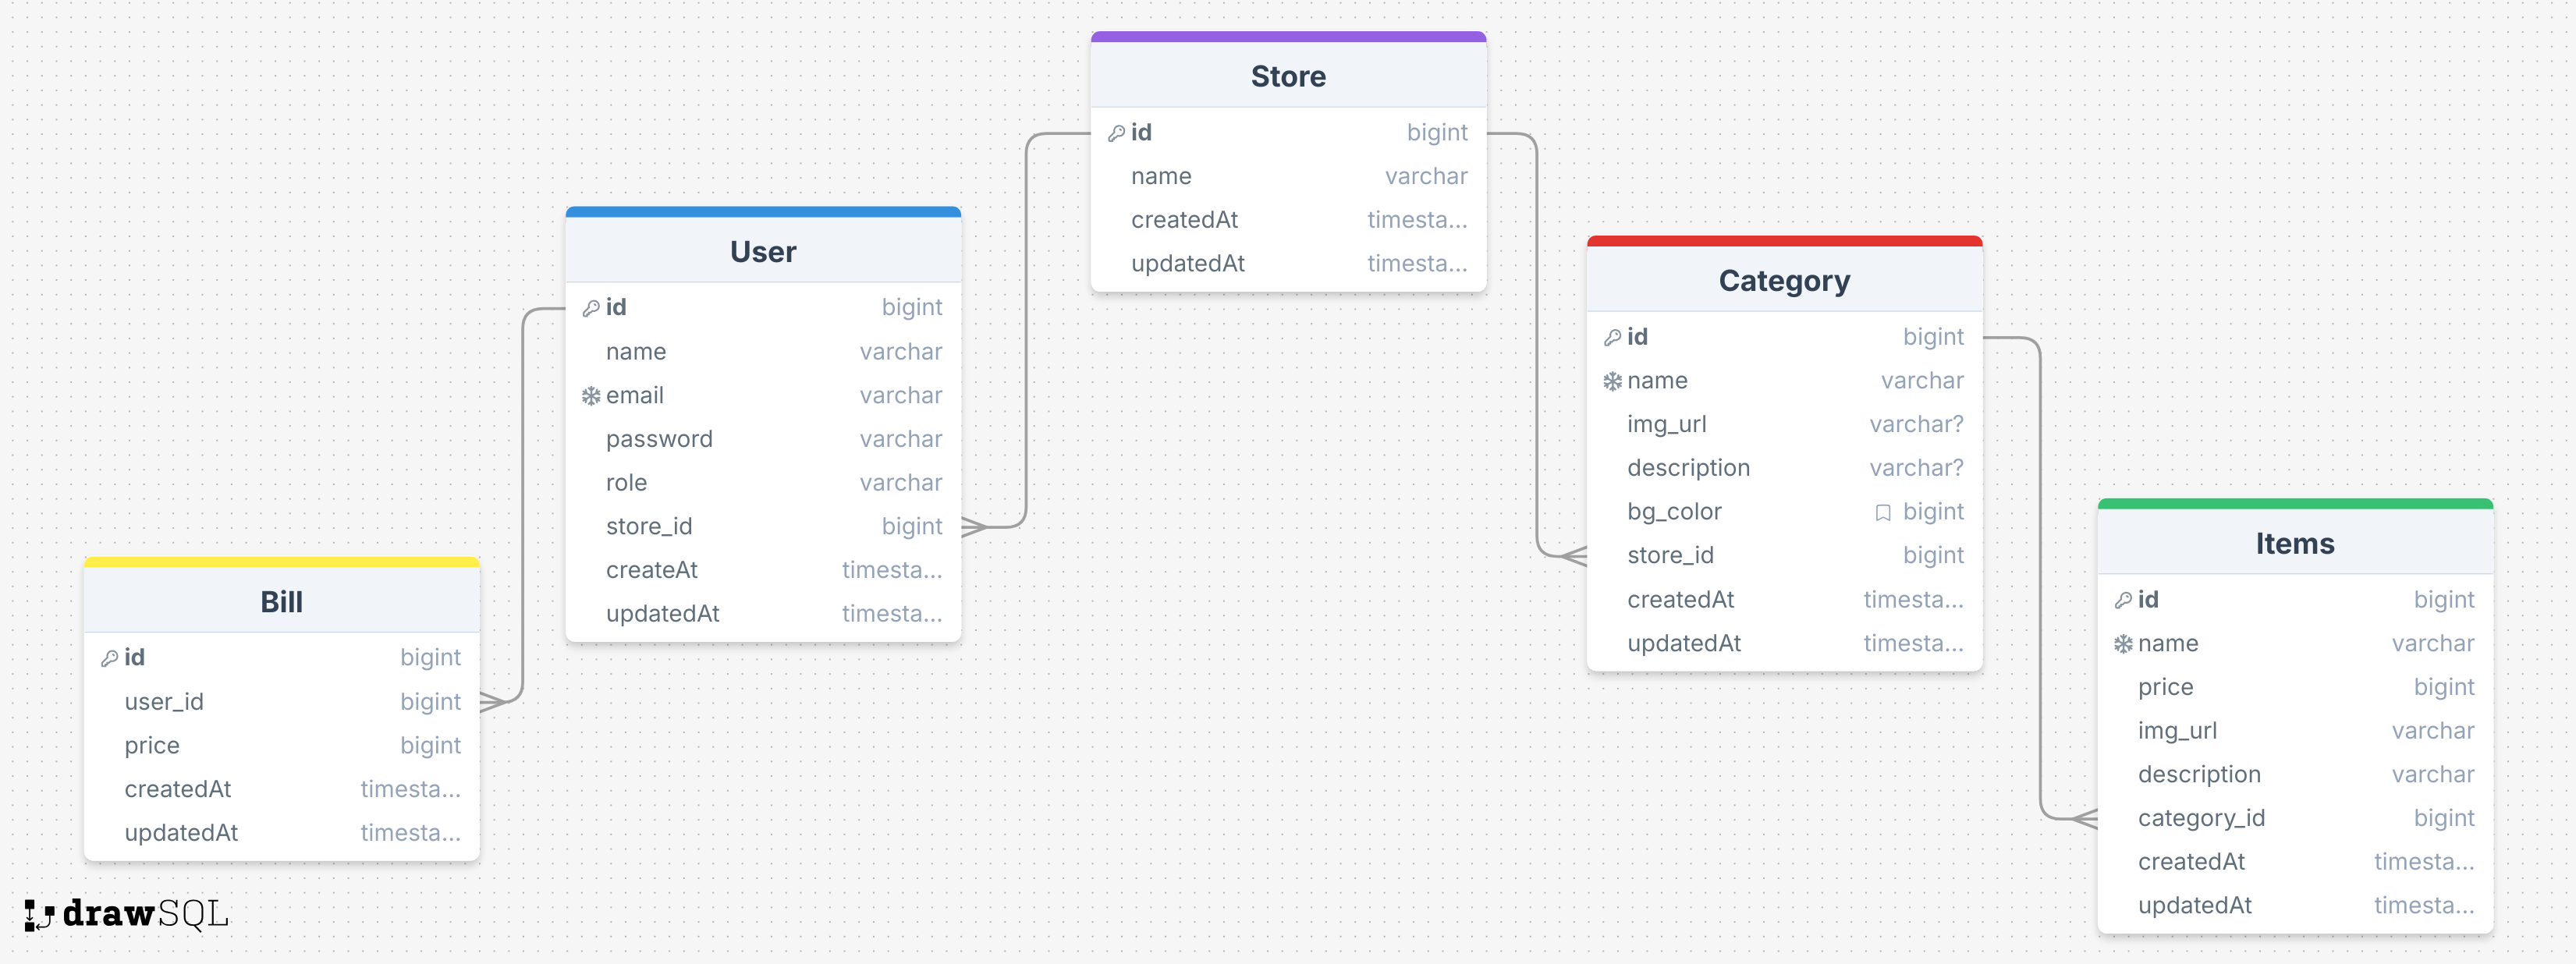 Store
id bigint
name varchar
createdAt timesta...
updatedAt timesta...
User
id bigint
name varchar
email varchar
password varchar
role varchar
store_id bigint
createAt timesta...
updatedAt timesta...
Category
id bigint
name varchar
img_url varchar?
description varchar?
bg_color bigint
store_id bigint
createdAt timesta...
updatedAt timesta...
Bill
id bigint
user_id bigint
price bigint
createdAt timesta...
updatedAt timesta...
Items
id bigint
name varchar
price bigint
img_url varchar
description varchar
category_id bigint
createdAt timesta...
updatedAt timesta...
drawSQL